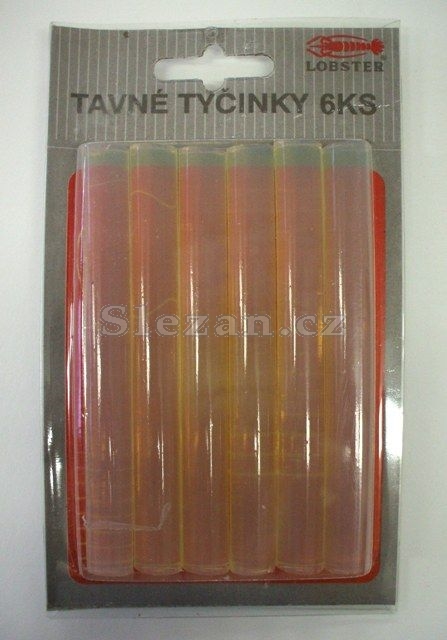 LOBSTER
TAVNÉ TYČINKY 6KS
Slezan.cz